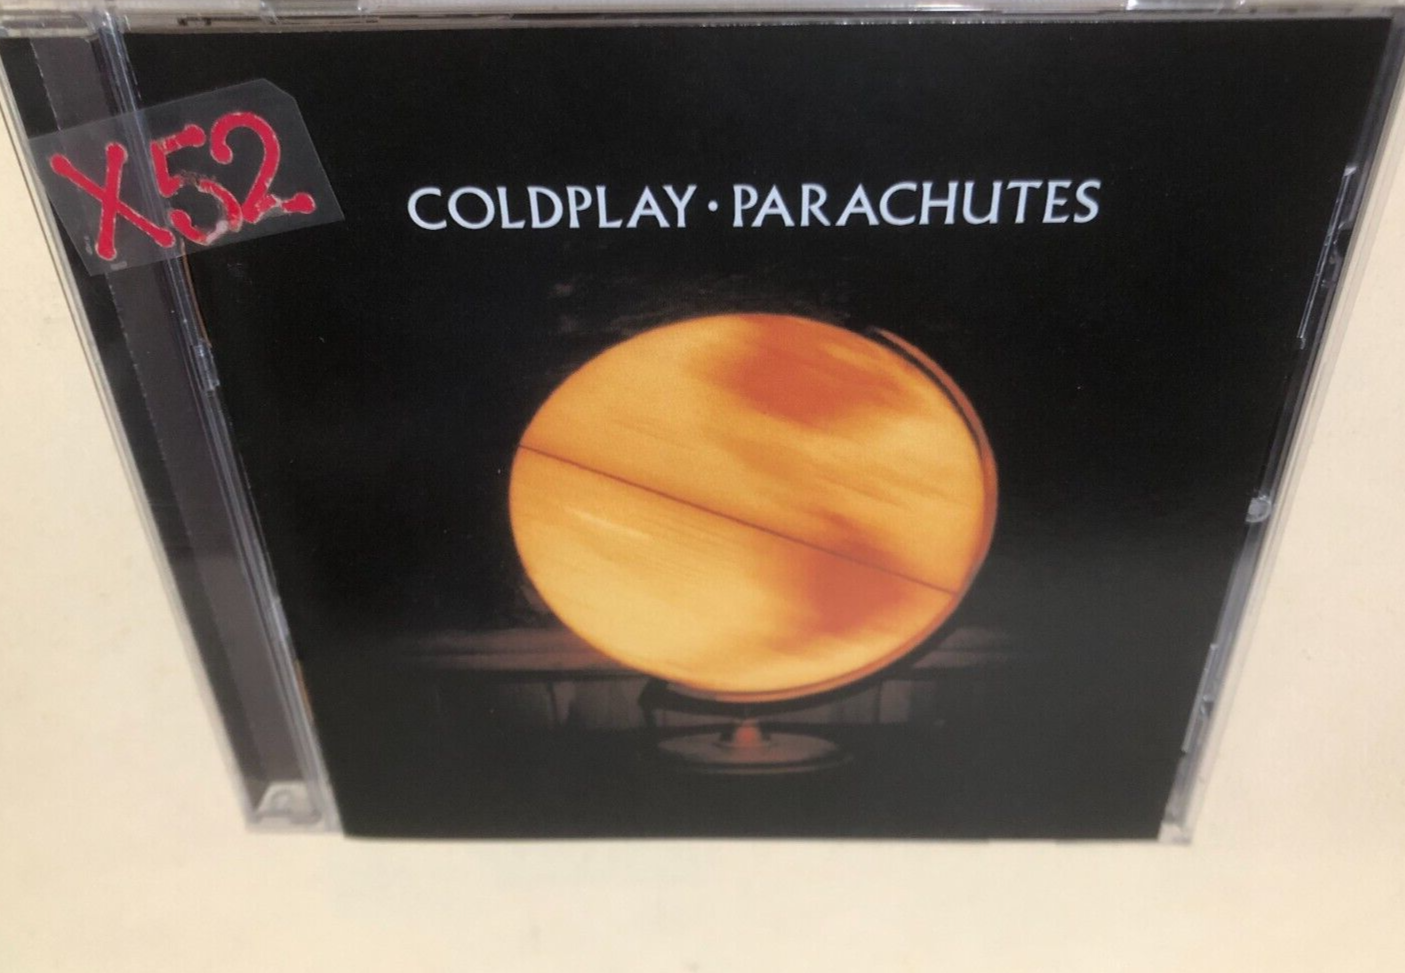 X52
COLDPLAY · PARACHUTES